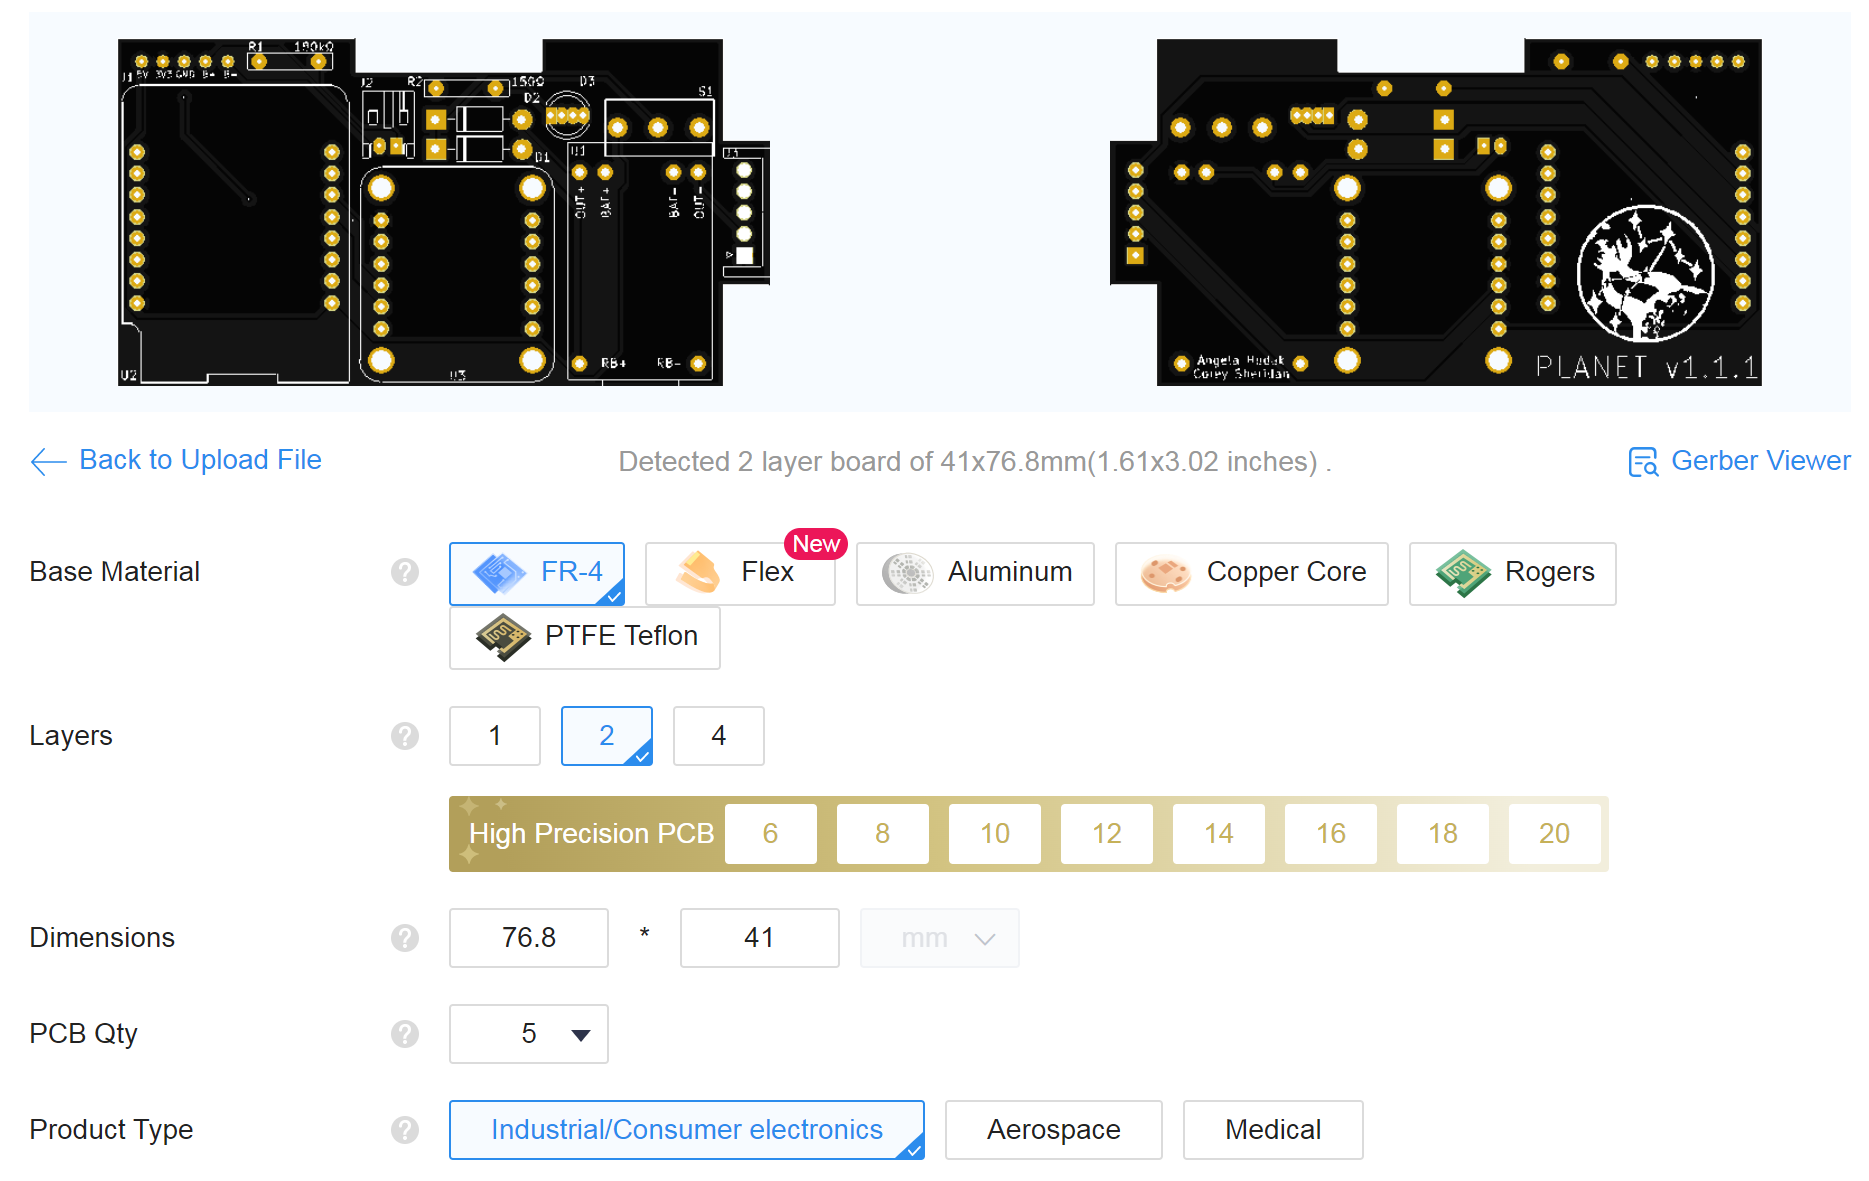 R1 150kΩ
J1 5V 3V3 GND B+ B-
J2 R2 150Ω D3
D2 S1
D1 U1 J3
OUT+ BAT+ BAT- OUT-
RB+ RB-
U2 U3
Angela Hudak
Corey Sheridan
PLANET v1.1.1
Back to Upload File
Detected 2 layer board of 41x76.8mm(1.61x3.02 inches) .
Gerber Viewer
Base Material ? FR-4 Flex New Aluminum Copper Core Rogers
PTFE Teflon
Layers ? 1 2 4
High Precision PCB 6 8 10 12 14 16 18 20
Dimensions ? 76.8 * 41 mm
PCB Qty ? 5
Product Type ? Industrial/Consumer electronics Aerospace Medical